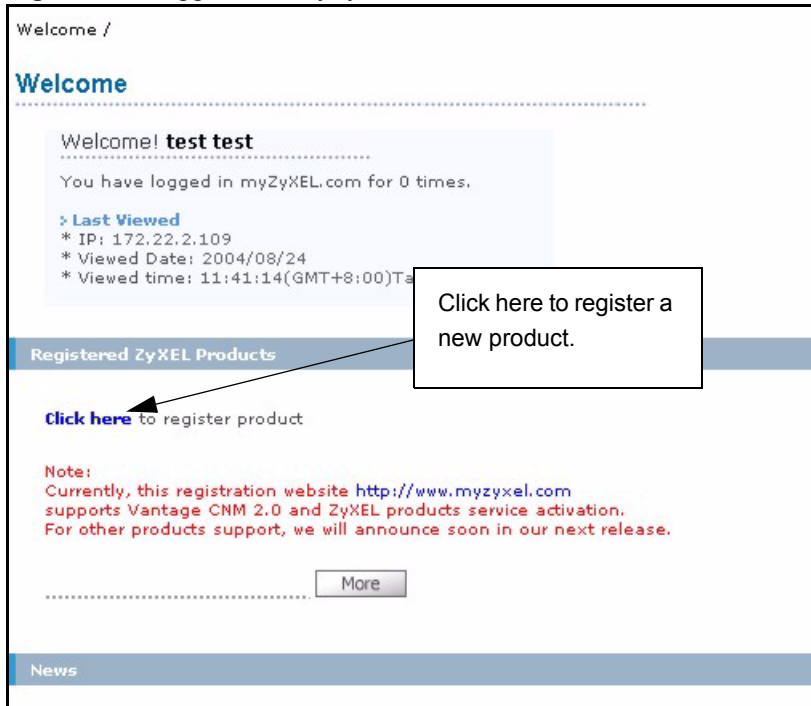 Welcome /
Welcome
Welcome! test test
You have logged in myZyXEL.com for 0 times.
> Last Viewed
* IP: 172.22.2.109
* Viewed Date: 2004/08/24
* Viewed time: 11:41:14(GMT+8:00)Ta
Click here to register a
new product.
Registered ZyXEL Products
Click here to register product
Note:
Currently, this registration website http://www.myzyxel.com
supports Vantage CNM 2.0 and ZyXEL products service activation.
For other products support, we will announce soon in our next release.
More
News